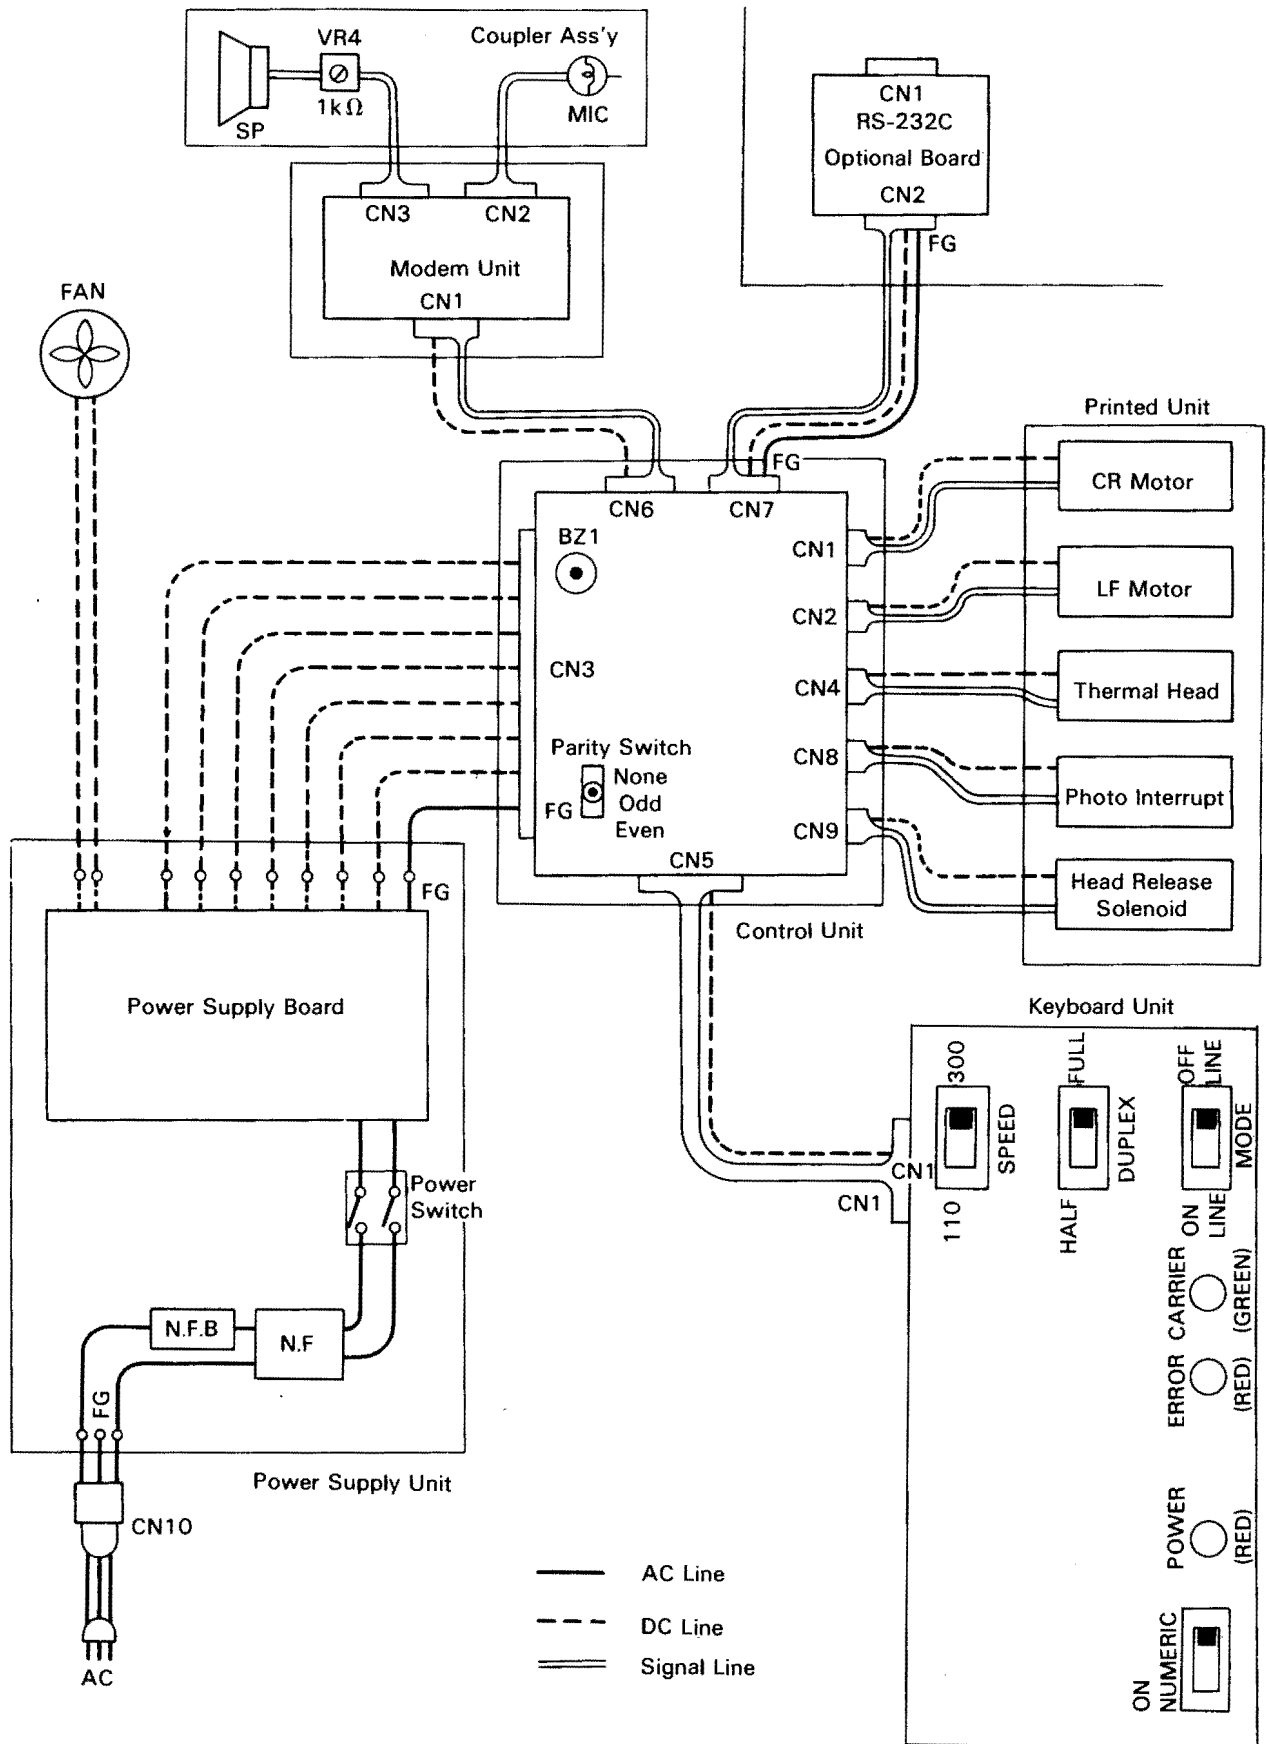 VR4
Coupler Ass'y
1kΩ
SP
MIC
CN1
RS-232C
Optional Board
CN2
FG
CN3
CN2
Modem Unit
CN1
FAN
Printed Unit
FG
CN6
CN7
BZ1
CN1
CR Motor
CN2
LF Motor
CN3
CN4
Thermal Head
Parity Switch
None
Odd
Even
FG
CN8
Photo Interrupt
CN9
CN5
Head Release
Solenoid
FG
Control Unit
Power Supply Board
Keyboard Unit
300
SPEED
110
FULL
DUPLEX
HALF
OFF
LINE
MODE
ON
LINE
CN1
CN1
Power
Switch
CARRIER
(GREEN)
N.F.B
N.F
ERROR
(RED)
FG
Power Supply Unit
CN10
POWER
(RED)
AC Line
DC Line
Signal Line
ON
NUMERIC
AC